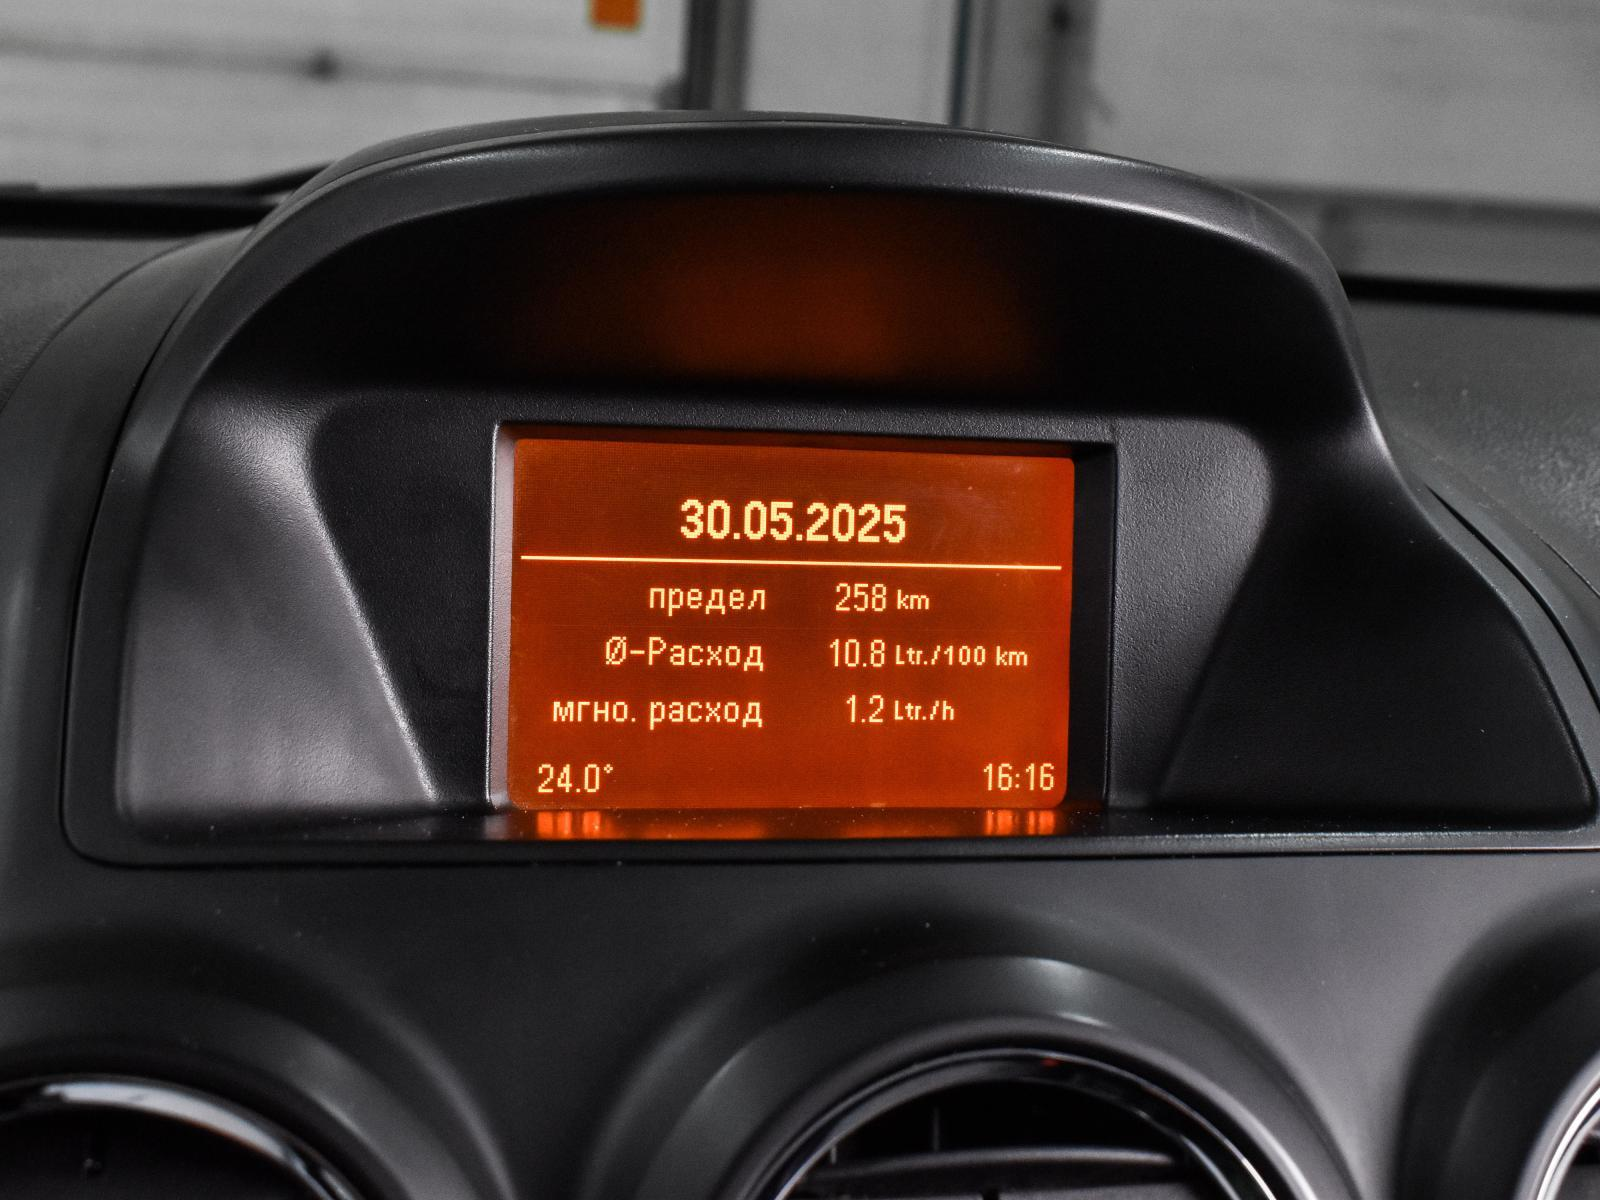 30.05.2025
предел 258 km
Ø-Расход 10.8 Ltr./100 km
мгно. расход 1.2 Ltr./h
24.0° 16:16